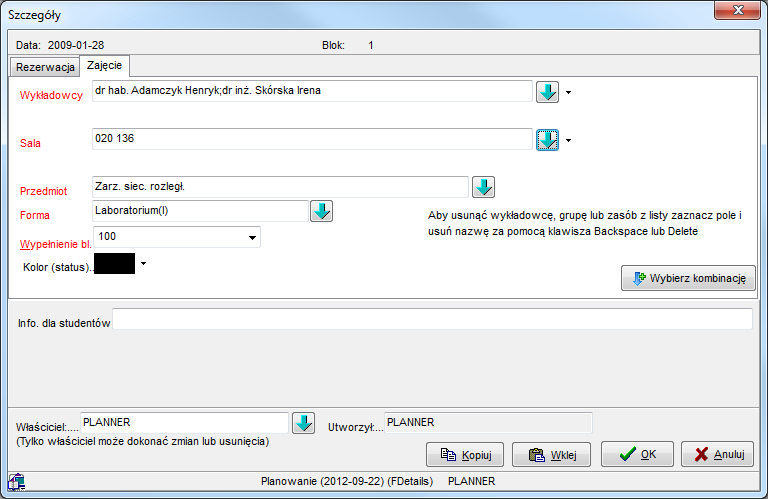 Szczegóły
Data: 2009-01-28 Blok: 1
Rezerwacja Zajęcie
Wykładowcy dr hab. Adamczyk Henryk;dr inż. Skórska Irena
Sala 020 136
Przedmiot Zarz. siec. rozległ.
Forma Laboratorium(l)
Aby usunąć wykładowcę, grupę lub zasób z listy zaznacz pole i
usuń nazwę za pomocą klawisza Backspace lub Delete
Wypełnienie bl. 100
Kolor (status)..
Wybierz kombinację
Info. dla studentów
Właściciel:.... PLANNER Utworzył:... PLANNER
(Tylko właściciel może dokonać zmian lub usunięcia)
Kopiuj Wklej OK Anuluj
Planowanie (2012-09-22) (FDetails) PLANNER